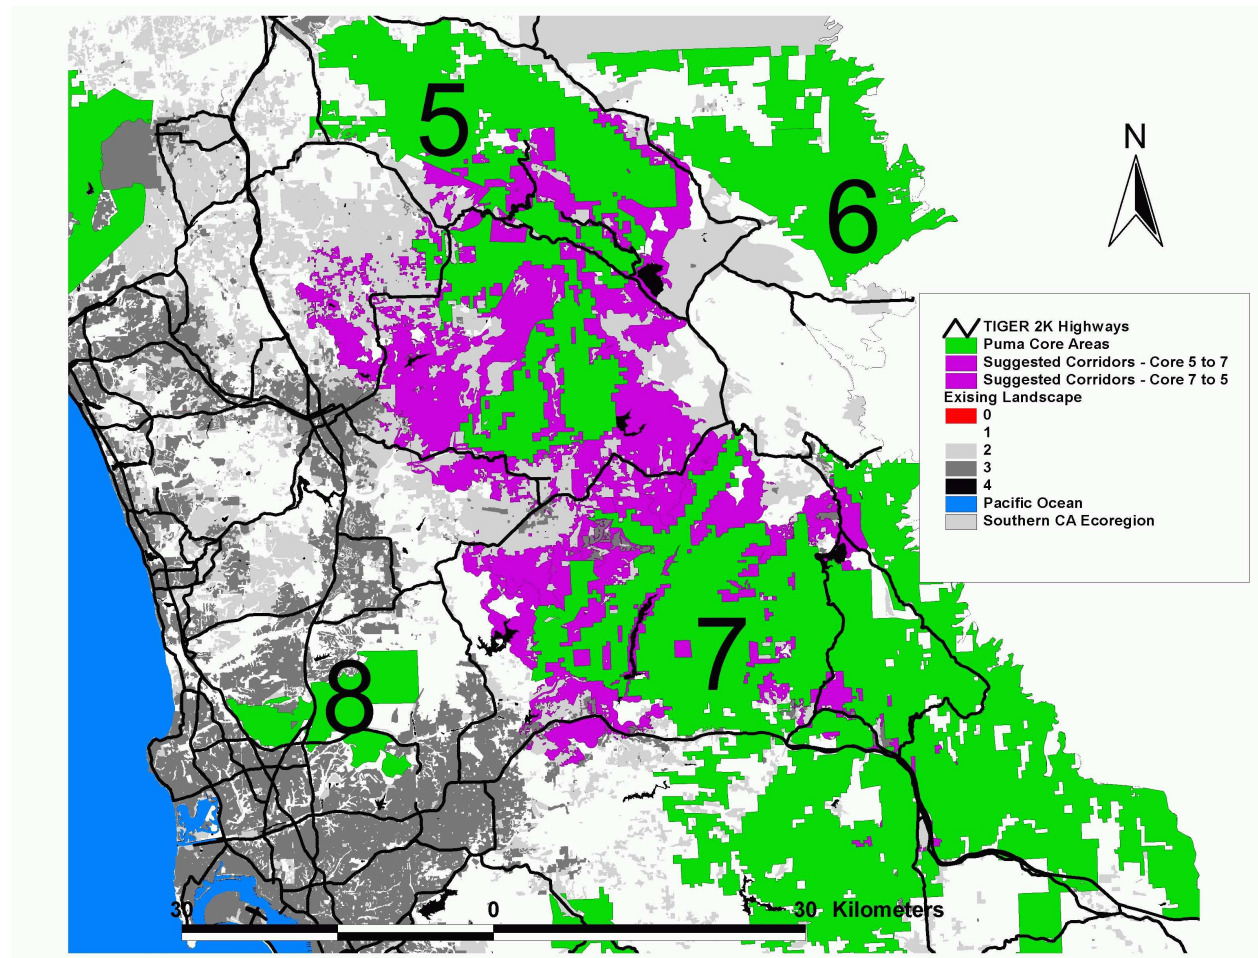 5
N
6
TIGER 2K Highways
Puma Core Areas
Suggested Corridors - Core 5 to 7
Suggested Corridors - Core 7 to 5
Exising Landscape
0
1
2
3
4
Pacific Ocean
Southern CA Ecoregion
7
8
30 0 30 Kilometers